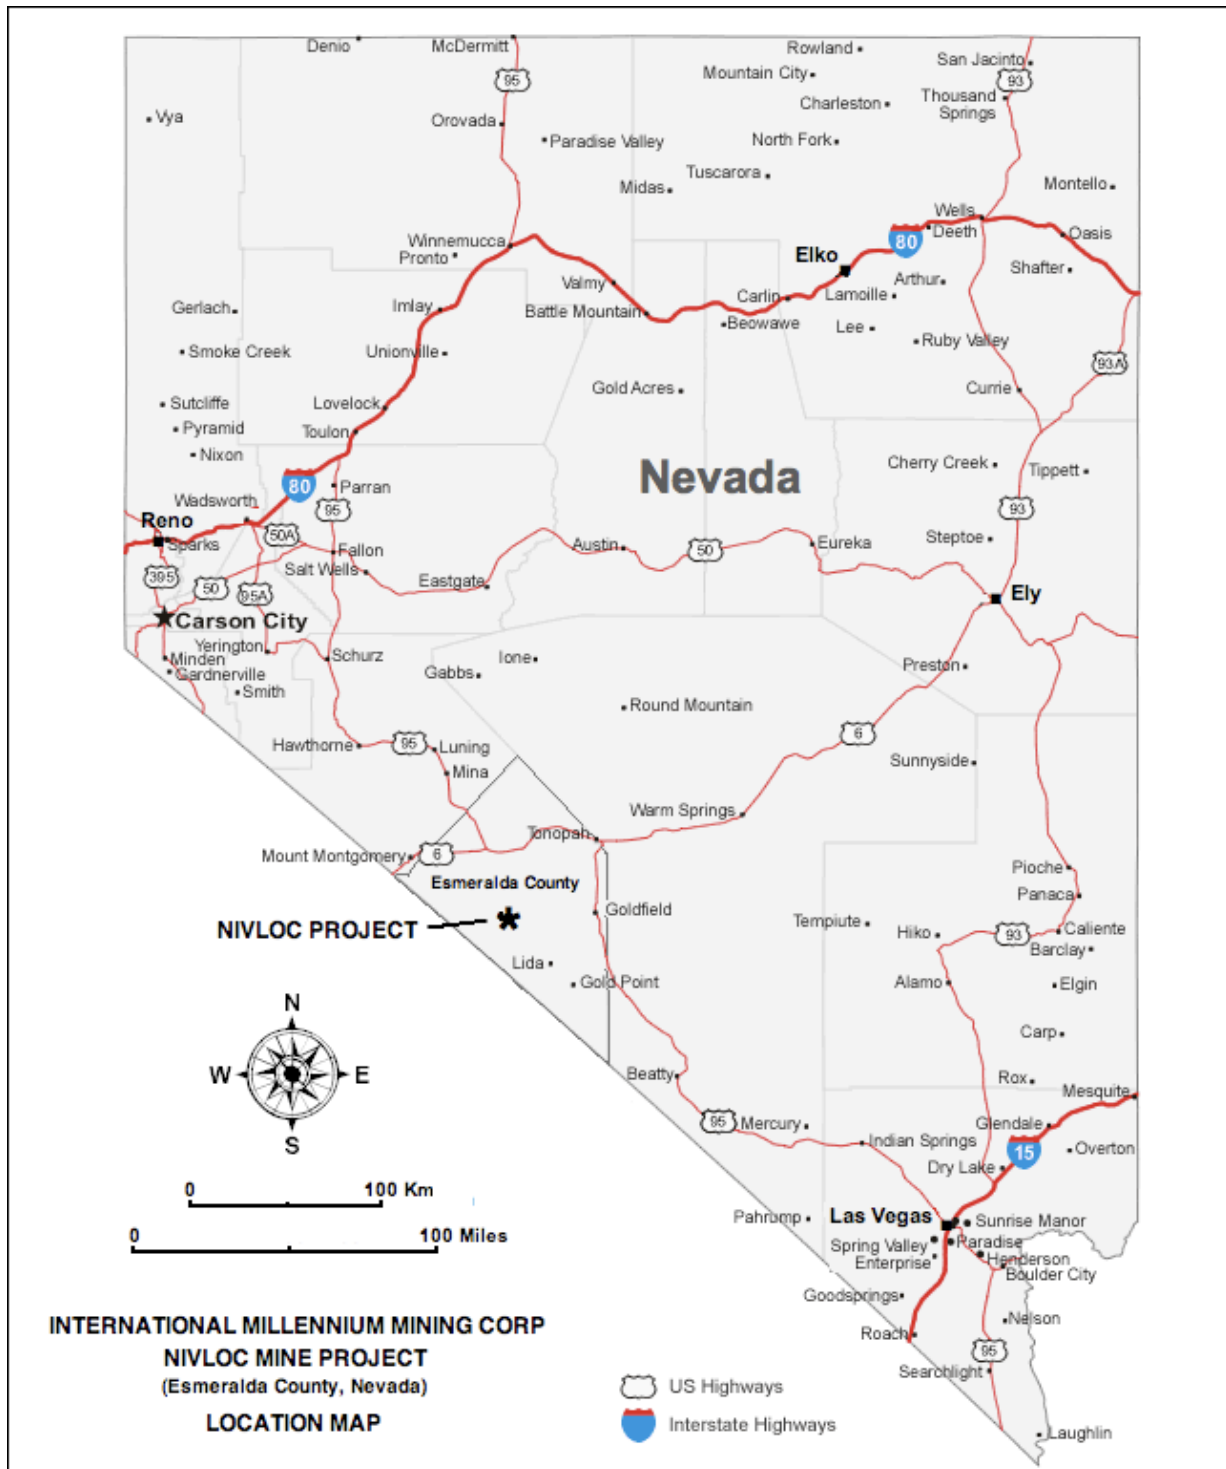 Denio
McDermitt
Rowland
San Jacinto
Mountain City
95
93
Charleston
Thousand
Springs
Vya
Orovada
Paradise Valley
North Fork
Tuscarora
Midas
Montello
Wells
Winnemucca
Pronto
80
Deeth
Oasis
Elko
Shafter
Valmy
Arthur
Carlin
Lamoille
Gerlach
Imlay
Battle Mountain
Beowawe
Lee
Ruby Valley
Smoke Creek
Unionville
93A
Gold Acres
Currie
Sutcliffe
Lovelock
Pyramid
Toulon
Nixon
Cherry Creek
Tippett
Nevada
80
Parran
Wadsworth
95
93
Reno
50A
Sparks
Fallon
Austin
50
Eureka
Steptoe
395
50
Salt Wells
Eastgate
95A
Ely
Carson City
Yerington
Minden
Schurz
Ione
Gardnerville
Gabbs
Preston
Smith
Round Mountain
Hawthorne
95
Luning
6
Mina
Sunnyside
Warm Springs
Tonopah
Mount Montgomery
6
Pioche
Esmeralda County
Panaca
Goldfield
NIVLOC PROJECT
Tempiute
Hiko
93
Caliente
Barclay
Lida
Gold Point
Alamo
Elgin
N
Carp
W
E
Beatty
Rox
Mesquite
S
95
Mercury
Glendale
Indian Springs
15
Overton
Dry Lake
0 100 Km
Pahrump
Las Vegas
Sunrise Manor
0 100 Miles
Spring Valley
Paradise
Enterprise
Henderson
Boulder City
Goodsprings
Nelson
INTERNATIONAL MILLENNIUM MINING CORP
Roach
NIVLOC MINE PROJECT
95
(Esmeralda County, Nevada)
Searchlight
US Highways
LOCATION MAP
Interstate Highways
Laughlin